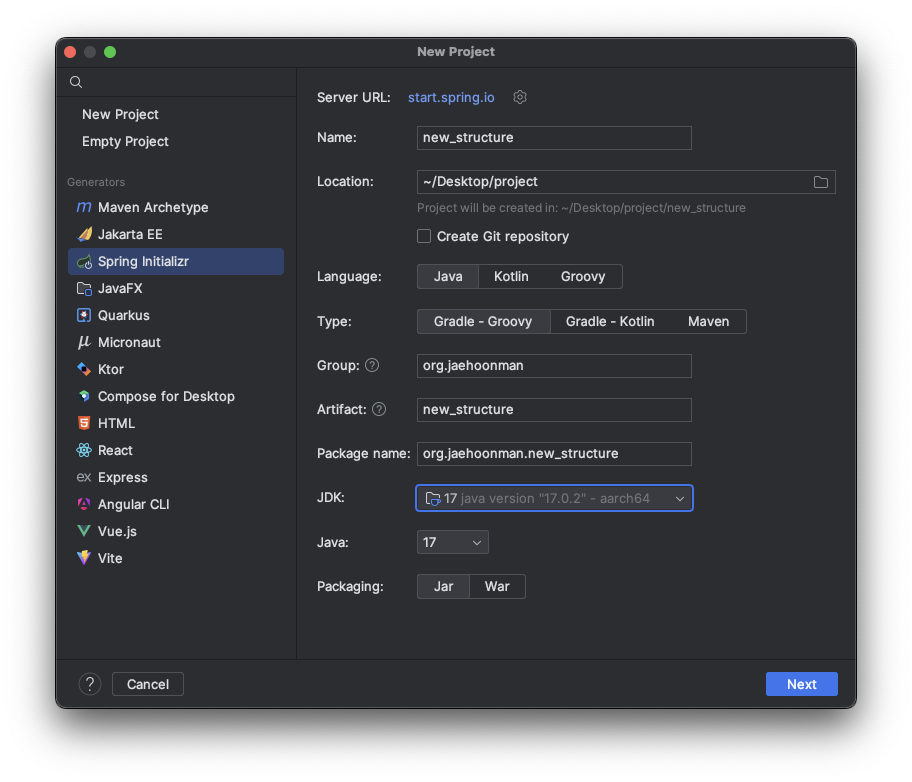 New Project
New Project
Empty Project
Generators
Maven Archetype
Jakarta EE
Spring Initializr
JavaFX
Quarkus
Micronaut
Ktor
Compose for Desktop
HTML
React
ex Express
Angular CLI
Vue.js
Vite
Server URL: start.spring.io
Name: new_structure
Location: ~/Desktop/project
Project will be created in: ~/Desktop/project/new_structure
Create Git repository
Language: Java Kotlin Groovy
Type: Gradle - Groovy Gradle - Kotlin Maven
Group: ? org.jaehoonman
Artifact: ? new_structure
Package name: org.jaehoonman.new_structure
JDK: 17 java version "17.0.2" - aarch64
Java: 17
Packaging: Jar War
? Cancel Next